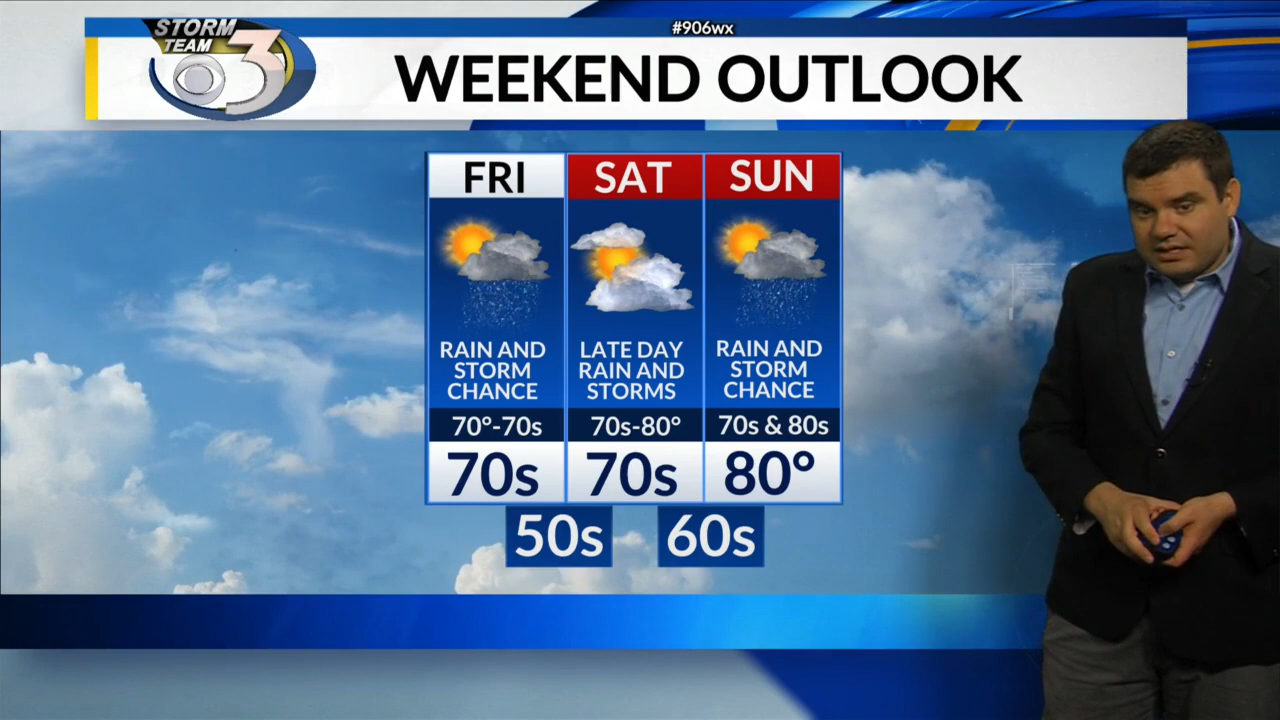 STORM
TEAM
3
#906wx
WEEKEND OUTLOOK
FRI
SAT
SUN
RAIN AND
STORM
CHANCE
LATE DAY
RAIN AND
STORMS
RAIN AND
STORM
CHANCE
70°-70s
70s-80°
70s & 80s
70s
70s
80°
50s
60s